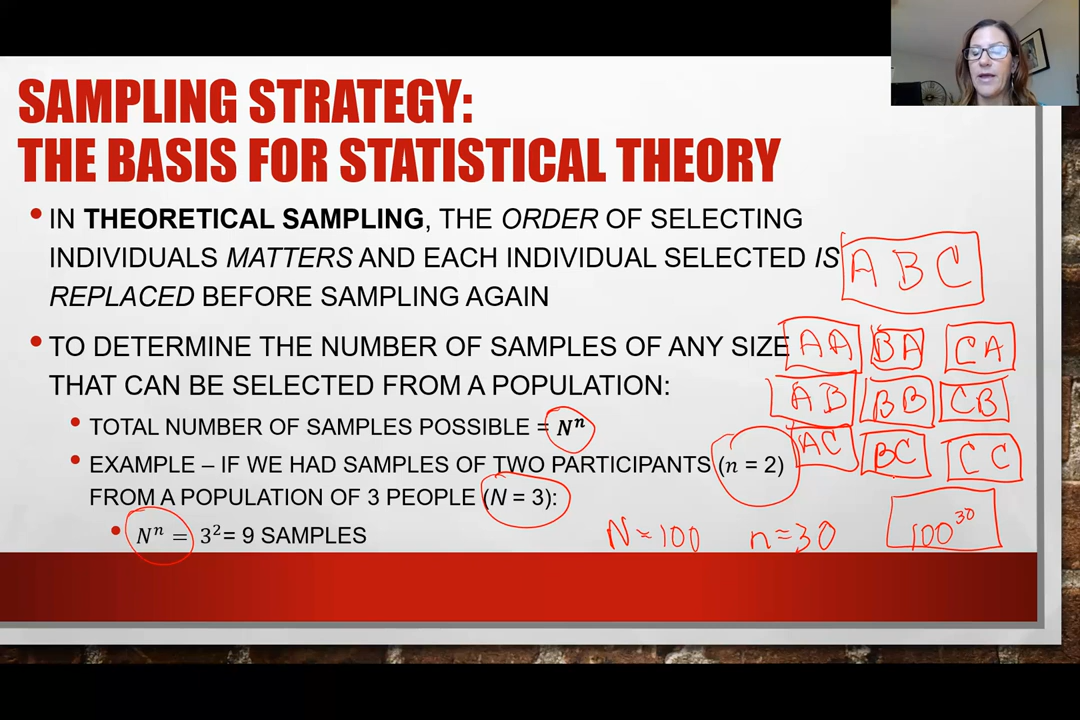 SAMPLING STRATEGY:
THE BASIS FOR STATISTICAL THEORY
• IN THEORETICAL SAMPLING, THE ORDER OF SELECTING
INDIVIDUALS MATTERS AND EACH INDIVIDUAL SELECTED IS
REPLACED BEFORE SAMPLING AGAIN
• TO DETERMINE THE NUMBER OF SAMPLES OF ANY SIZE
THAT CAN BE SELECTED FROM A POPULATION:
• TOTAL NUMBER OF SAMPLES POSSIBLE = Nⁿ
• EXAMPLE – IF WE HAD SAMPLES OF TWO PARTICIPANTS (n = 2)
FROM A POPULATION OF 3 PEOPLE (N = 3):
• Nⁿ = 3²= 9 SAMPLES
A B C
AA BA CA
AB BB CB
AC BC CC
N=100 n=30 100³⁰